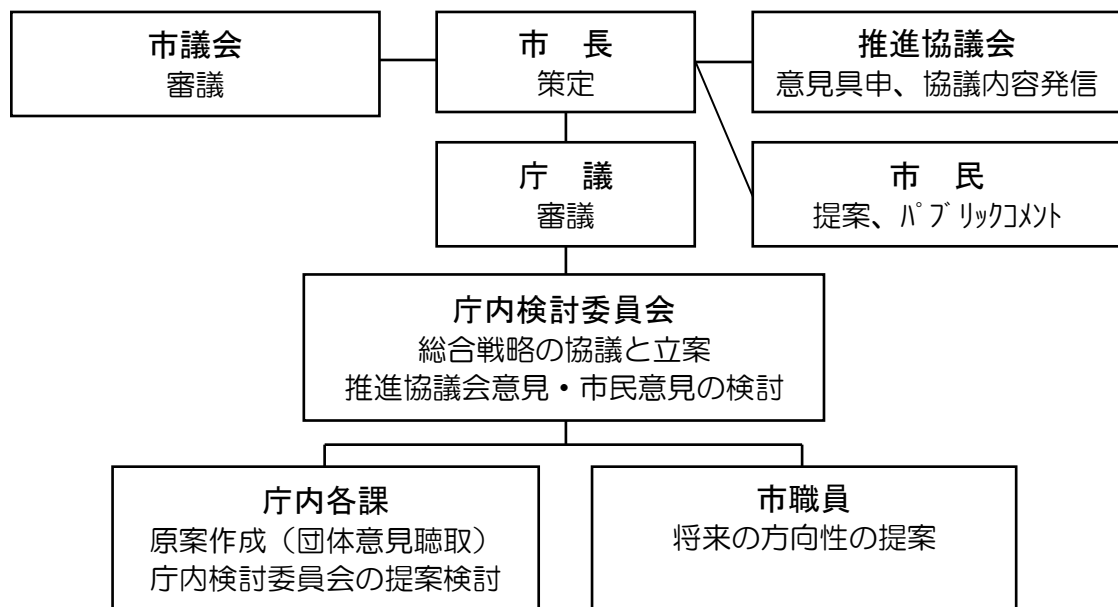 市議会
審議
市　長
策定
推進協議会
意見具申、協議内容発信
庁　議
審議
市　民
提案、ﾊﾟﾌﾞﾘｯｸｺﾒﾝﾄ
庁内検討委員会
総合戦略の協議と立案
推進協議会意見・市民意見の検討
庁内各課
原案作成（団体意見聴取）
庁内検討委員会の提案検討
市職員
将来の方向性の提案